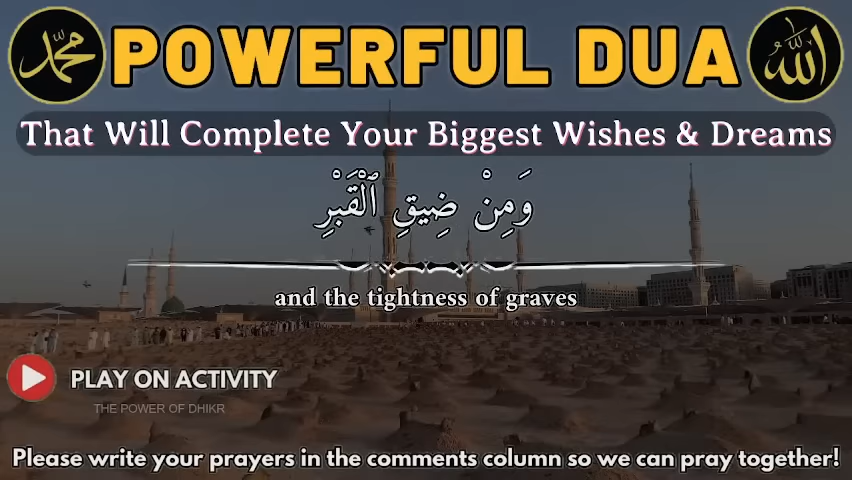 محمد
POWERFUL DUA
الله
That Will Complete Your Biggest Wishes & Dreams
وَمِنْ ضِيقِ ٱلْقَبْرِ
and the tightness of graves
PLAY ON ACTIVITY
THE POWER OF DHIKR
Please write your prayers in the comments column so we can pray together!